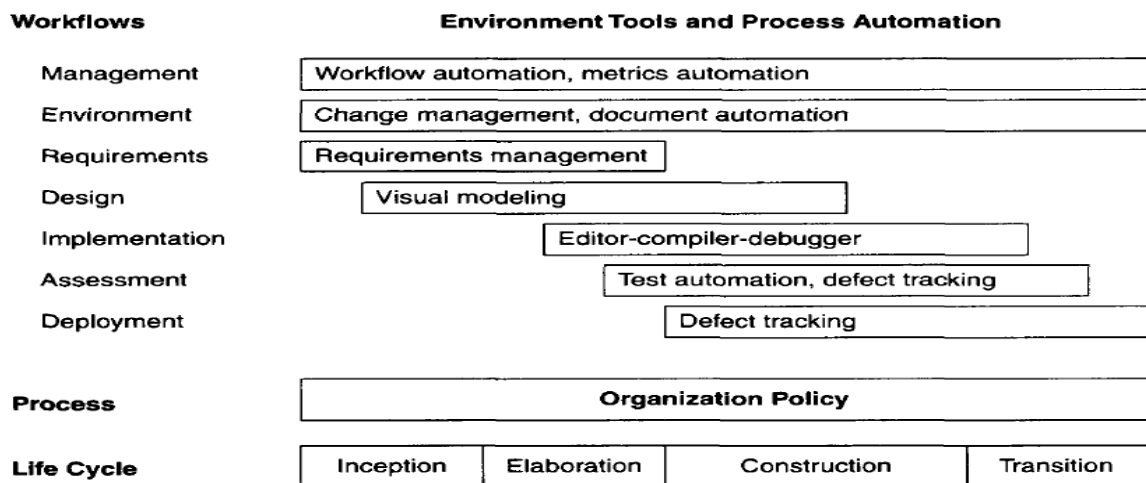 Workflows Environment Tools and Process Automation
Management Workflow automation, metrics automation
Environment Change management, document automation
Requirements Requirements management
Design Visual modeling
Implementation Editor-compiler-debugger
Assessment Test automation, defect tracking
Deployment Defect tracking
Process Organization Policy
Life Cycle Inception Elaboration Construction Transition